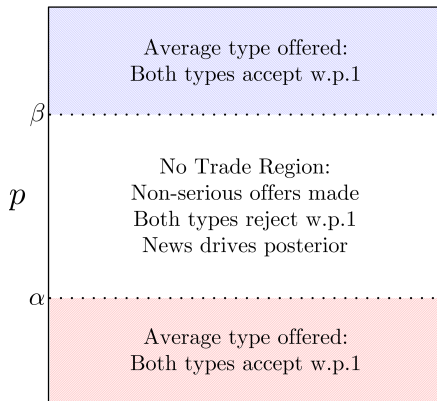 Average type offered:
Both types accept w.p.1
β
No Trade Region:
Non-serious offers made
p
Both types reject w.p.1
News drives posterior
α
Average type offered:
Both types accept w.p.1